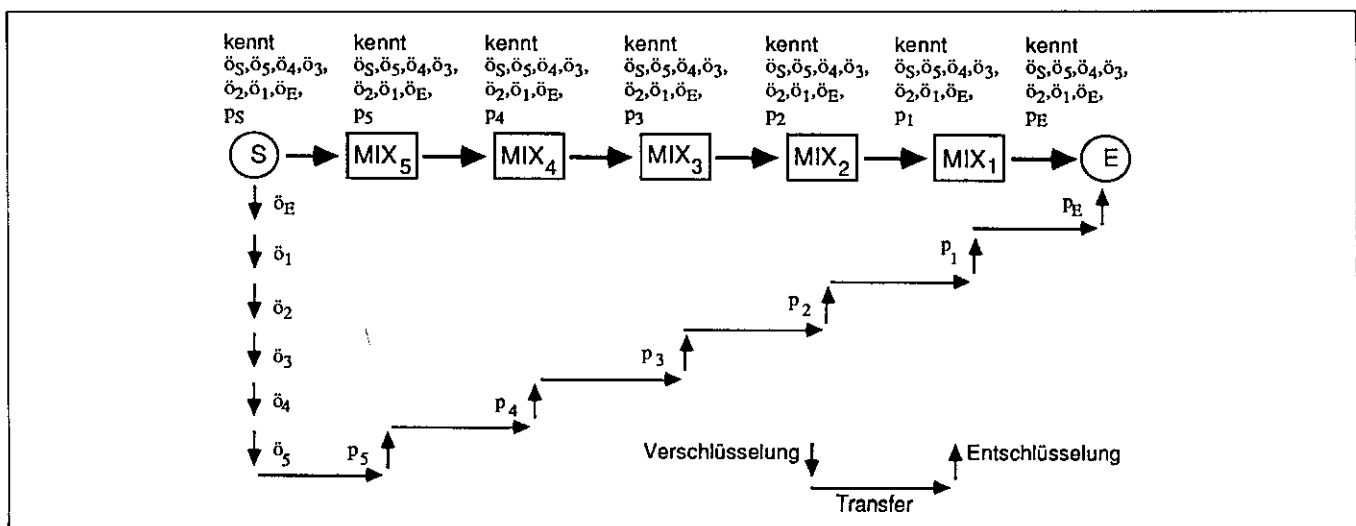 kennt kennt kennt kennt kennt kennt kennt
öS,ö5,ö4,ö3, öS,ö5,ö4,ö3, öS,ö5,ö4,ö3, öS,ö5,ö4,ö3, öS,ö5,ö4,ö3, öS,ö5,ö4,ö3, öS,ö5,ö4,ö3,
ö2,ö1,öE, ö2,ö1,öE, ö2,ö1,öE, ö2,ö1,öE, ö2,ö1,öE, ö2,ö1,öE, ö2,ö1,öE,
pS p5 p4 p3 p2 p1 pE
S MIX5 MIX4 MIX3 MIX2 MIX1 E
öE pE
ö1 p1
ö2 p2
ö3 p3
ö4 p4
ö5 p5 Verschlüsselung Entschlüsselung
Transfer